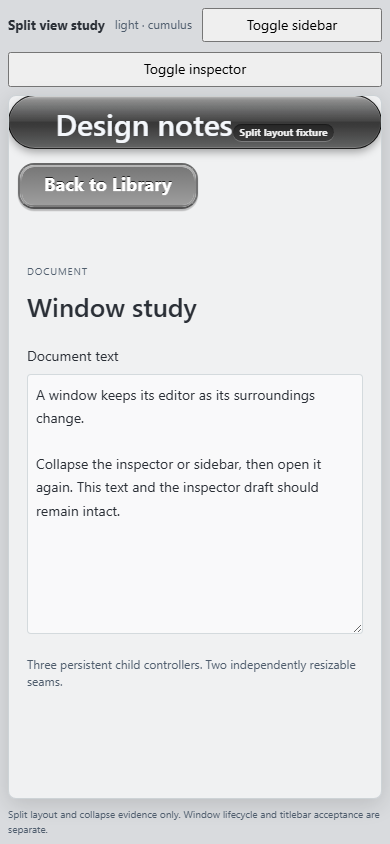 Split view study light · cumulus Toggle sidebar
Toggle inspector
Design notes Split layout fixture
Back to Library
DOCUMENT
Window study
Document text
A window keeps its editor as its surroundings
change.
Collapse the inspector or sidebar, then open it
again. This text and the inspector draft should
remain intact.
Three persistent child controllers. Two independently resizable
seams.
Split layout and collapse evidence only. Window lifecycle and titlebar acceptance are
separate.